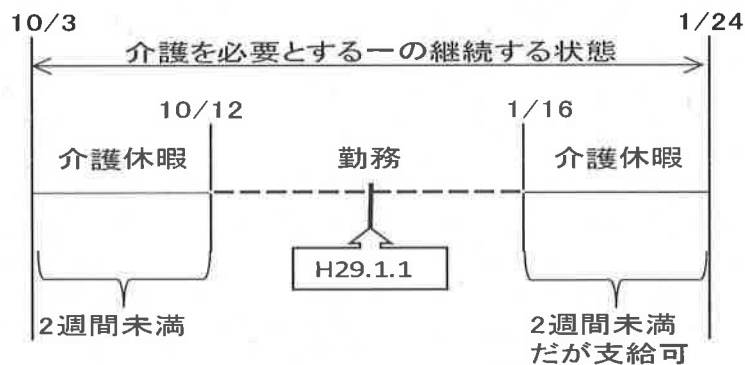 10/3
1/24
介護を必要とする一の継続する状態
10/12
1/16
介護休暇
勤務
介護休暇
H29.1.1
2週間未満
2週間未満
だが支給可